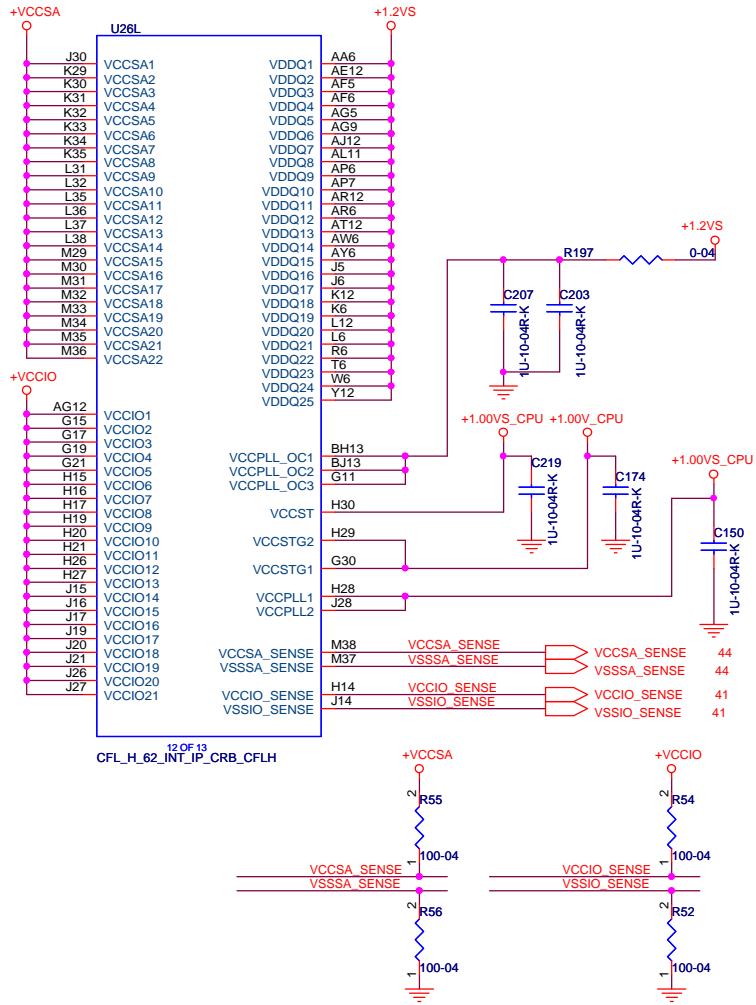 +VCCSA
U26L
+1.2VS
J30 VCCSA1 VDDQ1 AA6
K29 VCCSA2 VDDQ2 AE12
K30 VCCSA3 VDDQ3 AF5
K31 VCCSA4 VDDQ4 AF6
K32 VCCSA5 VDDQ5 AG5
K33 VCCSA6 VDDQ6 AG9
K34 VCCSA7 VDDQ7 AJ12
K35 VCCSA8 VDDQ8 AL11
L31 VCCSA9 VDDQ9 AP6
L32 VCCSA10 VDDQ10 AP7
L35 VCCSA11 VDDQ11 AR12
L36 VCCSA12 VDDQ12 AR6
L37 VCCSA13 VDDQ13 AT12
L38 VCCSA14 VDDQ14 AW6
M29 VCCSA15 VDDQ15 AY6
M30 VCCSA16 VDDQ16 J5
M31 VCCSA17 VDDQ17 J6
M32 VCCSA18 VDDQ18 K12
M33 VCCSA19 VDDQ19 K6
M34 VCCSA20 VDDQ20 L12
M35 VCCSA21 VDDQ21 L6
M36 VCCSA22 VDDQ22 R6
VDDQ23 T6
VDDQ24 W6
VDDQ25 Y12
+1.2VS
R197
0-04
C207
1U-10-04R-K
C203
1U-10-04R-K
+VCCIO
AG12 VCCIO1
G15 VCCIO2
G17 VCCIO3
G19 VCCIO4
G21 VCCIO5
H15 VCCIO6
H16 VCCIO7
H17 VCCIO8
H19 VCCIO9
H20 VCCIO10
H21 VCCIO11
H26 VCCIO12
H27 VCCIO13
J15 VCCIO14
J16 VCCIO15
J17 VCCIO16
J19 VCCIO17
J20 VCCIO18
J21 VCCIO19
J26 VCCIO20
J27 VCCIO21
VCCPLL_OC1 BH13
VCCPLL_OC2 BJ13
VCCPLL_OC3 G11
VCCST H30
VCCSTG2 H29
VCCSTG1 G30
VCCPLL1 H28
VCCPLL2 J28
VCCSA_SENSE M38 VCCSA_SENSE VCCSA_SENSE 44
VSSSA_SENSE M37 VSSSA_SENSE VSSSA_SENSE 44
VCCIO_SENSE H14 VCCIO_SENSE VCCIO_SENSE 41
VSSIO_SENSE J14 VSSIO_SENSE VSSIO_SENSE 41
+1.00VS_CPU
+1.00V_CPU
+1.00VS_CPU
C219
1U-10-04R-K
C174
1U-10-04R-K
C150
1U-10-04R-K
12 OF 13
CFL_H_62_INT_IP_CRB_CFLH
+VCCSA
2
R55
1
100-04
VCCSA_SENSE
VSSSA_SENSE
2
R56
1
100-04
+VCCIO
2
R54
1
100-04
VCCIO_SENSE
VSSIO_SENSE
2
R52
1
100-04